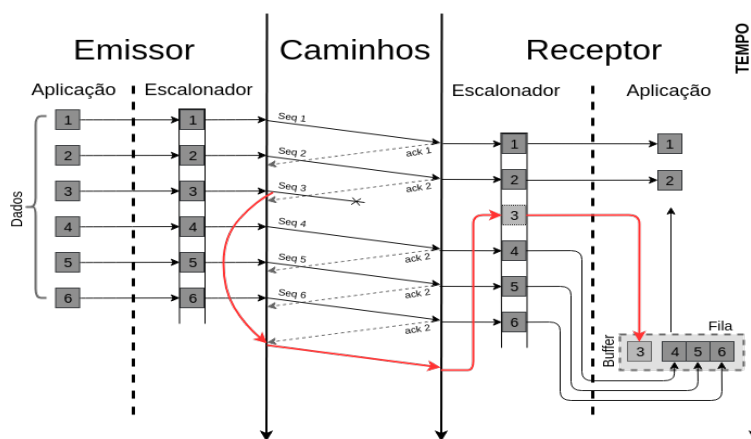 Emissor
Caminhos
Receptor
TEMPO
Aplicação
Escalonador
Escalonador
Aplicação
Dados
1
1
Seq 1
ack 1
1
1
2
2
Seq 2
ack 2
2
2
3
3
Seq 3
3
4
4
Seq 4
ack 2
4
5
5
Seq 5
ack 2
5
6
6
Seq 6
ack 2
6
Fila
Buffer
3
4
5
6